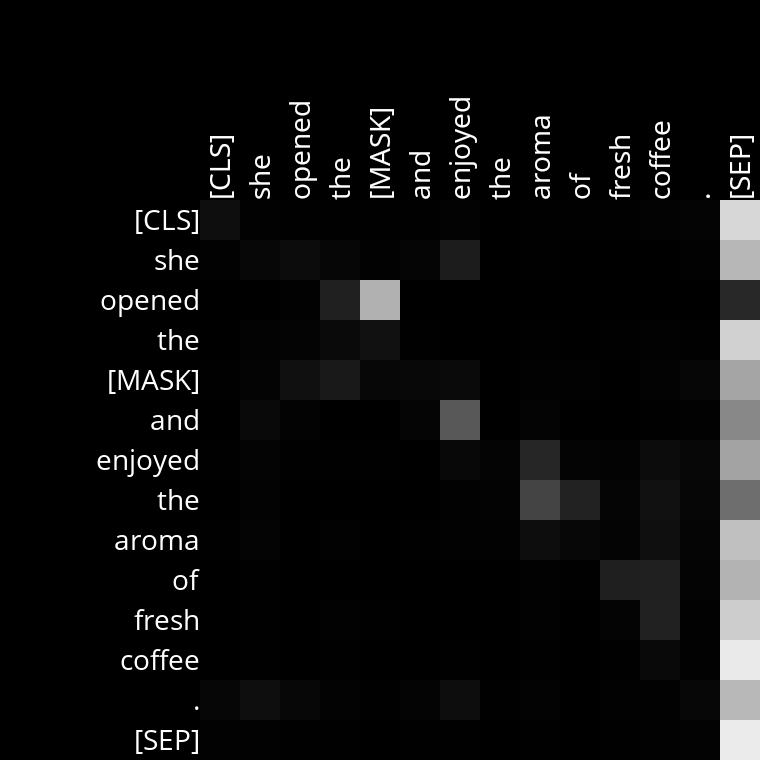 [CLS] she opened the [MASK] and enjoyed the aroma of fresh coffee . [SEP]
[CLS]
she
opened
the
[MASK]
and
enjoyed
the
aroma
of
fresh
coffee
.
[SEP]